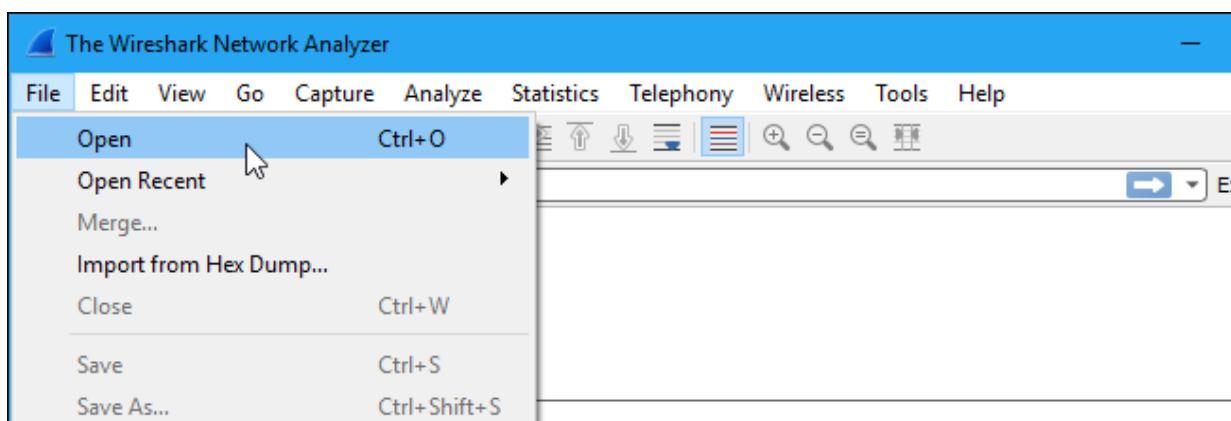 The Wireshark Network Analyzer
File Edit View Go Capture Analyze Statistics Telephony Wireless Tools Help
Open Ctrl+O
Open Recent
Merge...
Import from Hex Dump...
Close Ctrl+W
Save Ctrl+S
Save As... Ctrl+Shift+S